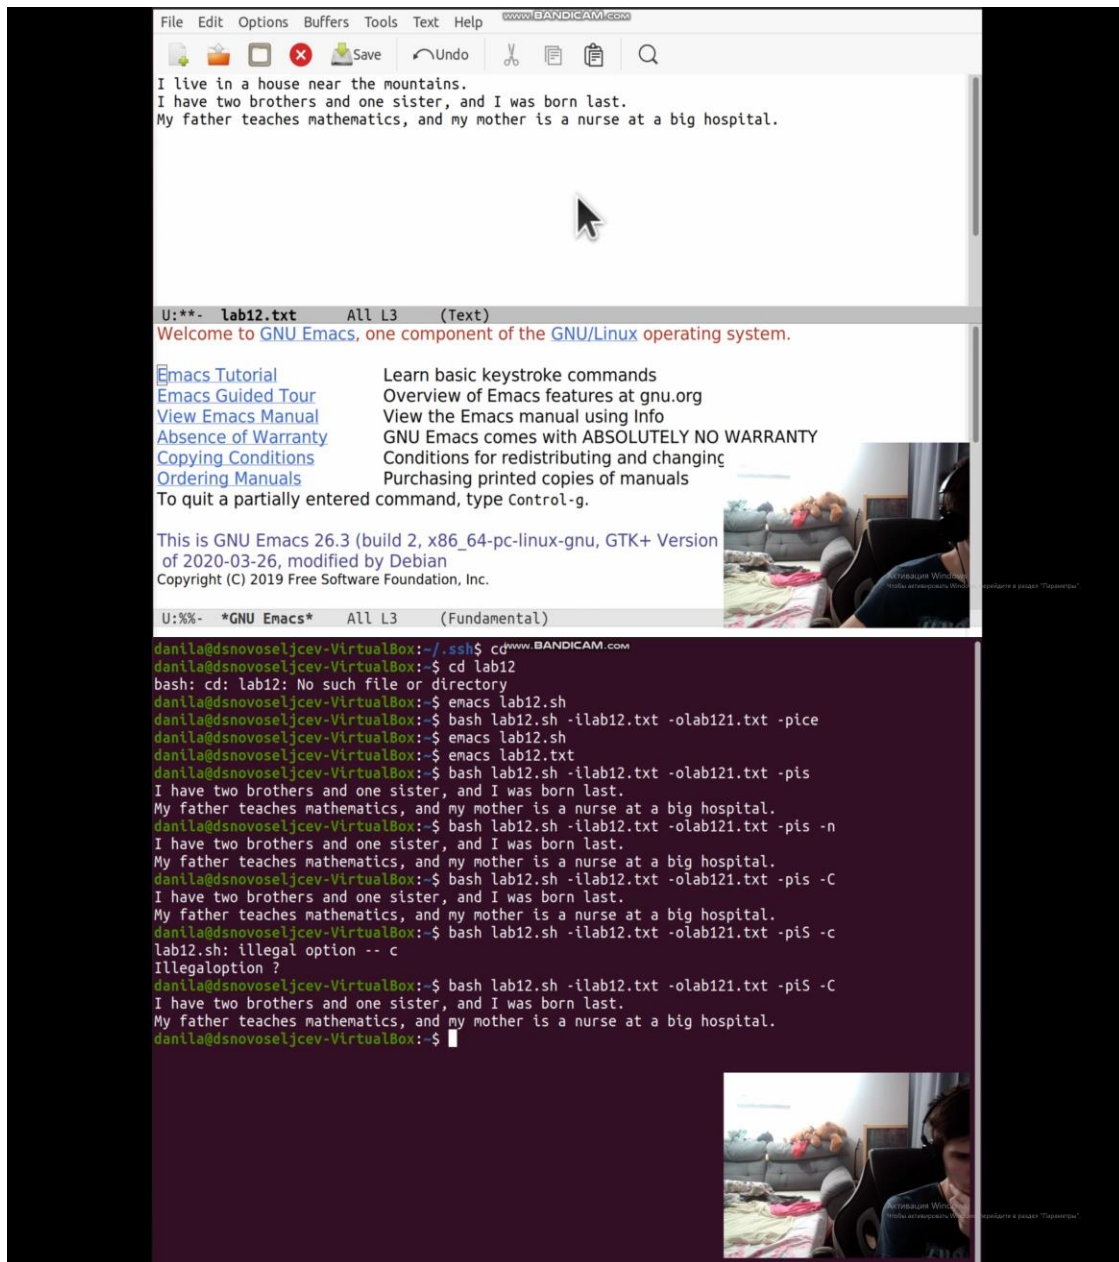 www.BANDICAM.com
File Edit Options Buffers Tools Text Help
Save Undo
I live in a house near the mountains.
I have two brothers and one sister, and I was born last.
My father teaches mathematics, and my mother is a nurse at a big hospital.
U:**- lab12.txt All L3 (Text)
Welcome to GNU Emacs, one component of the GNU/Linux operating system.
Emacs Tutorial Learn basic keystroke commands
Emacs Guided Tour Overview of Emacs features at gnu.org
View Emacs Manual View the Emacs manual using Info
Absence of Warranty GNU Emacs comes with ABSOLUTELY NO WARRANTY
Copying Conditions Conditions for redistributing and changing
Ordering Manuals Purchasing printed copies of manuals
To quit a partially entered command, type Control-g.
This is GNU Emacs 26.3 (build 2, x86_64-pc-linux-gnu, GTK+ Version
of 2020-03-26, modified by Debian
Copyright (C) 2019 Free Software Foundation, Inc.
Активация Windows
Чтобы активировать Windows, перейдите в раздел "Параметры".
U:%%- *GNU Emacs* All L3 (Fundamental)
www.BANDICAM.com
danila@dsnovoseljcev-VirtualBox:~/.ssh$ cd
danila@dsnovoseljcev-VirtualBox:~$ cd lab12
bash: cd: lab12: No such file or directory
danila@dsnovoseljcev-VirtualBox:~$ emacs lab12.sh
danila@dsnovoseljcev-VirtualBox:~$ bash lab12.sh -ilab12.txt -olab121.txt -pice
danila@dsnovoseljcev-VirtualBox:~$ emacs lab12.sh
danila@dsnovoseljcev-VirtualBox:~$ emacs lab12.txt
danila@dsnovoseljcev-VirtualBox:~$ bash lab12.sh -ilab12.txt -olab121.txt -pis
I have two brothers and one sister, and I was born last.
My father teaches mathematics, and my mother is a nurse at a big hospital.
danila@dsnovoseljcev-VirtualBox:~$ bash lab12.sh -ilab12.txt -olab121.txt -pis -n
I have two brothers and one sister, and I was born last.
My father teaches mathematics, and my mother is a nurse at a big hospital.
danila@dsnovoseljcev-VirtualBox:~$ bash lab12.sh -ilab12.txt -olab121.txt -pis -C
I have two brothers and one sister, and I was born last.
My father teaches mathematics, and my mother is a nurse at a big hospital.
danila@dsnovoseljcev-VirtualBox:~$ bash lab12.sh -ilab12.txt -olab121.txt -piS -c
lab12.sh: illegal option -- c
Illegaloption ?
danila@dsnovoseljcev-VirtualBox:~$ bash lab12.sh -ilab12.txt -olab121.txt -piS -C
I have two brothers and one sister, and I was born last.
My father teaches mathematics, and my mother is a nurse at a big hospital.
danila@dsnovoseljcev-VirtualBox:~$
Активация Windows
Чтобы активировать Windows, перейдите в раздел "Параметры".